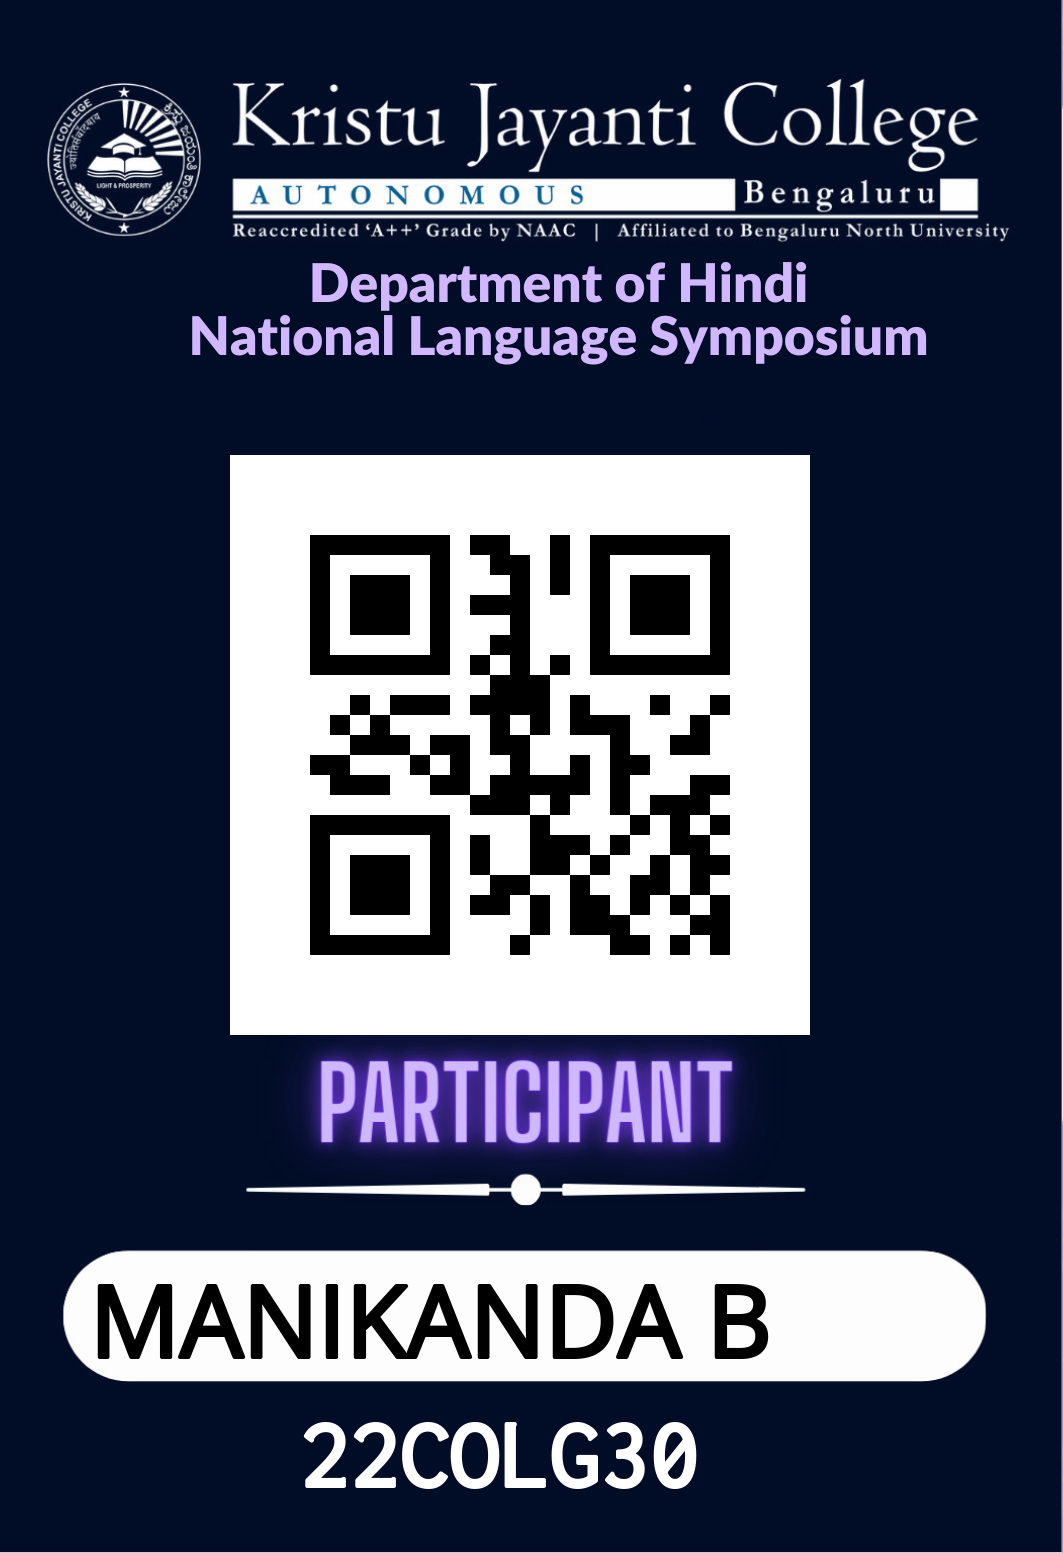 KRISTU JAYANTI COLLEGE
ಕ್ರಿಸ್ತು ಜಯಂತಿ ಕಾಲೇಜು
LIGHT & PROSPERITY
Kristu Jayanti College
AUTONOMOUS Bengaluru
Reaccredited ‘A++’ Grade by NAAC | Affiliated to Bengaluru North University
Department of Hindi
National Language Symposium
PARTICIPANT
MANIKANDA B
22COLG30